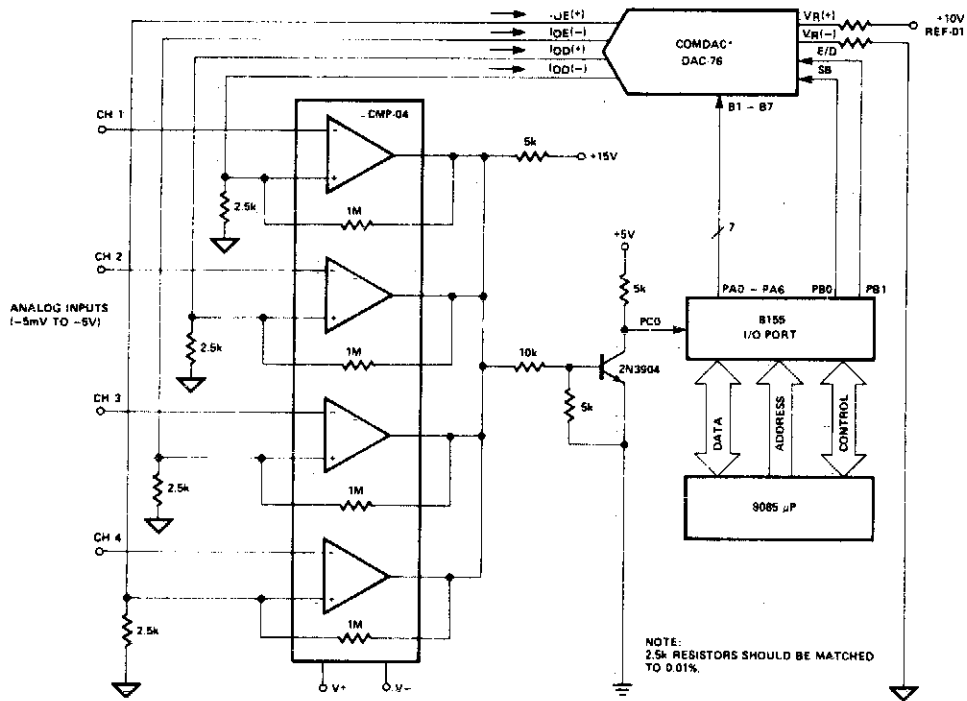 IOE(+)
IOE(-)
IOD(+)
IOD(-)
COMDAC*
DAC-76
VR(+)
VR(-)
+10V
REF-01
E/D
SB
B1 - B7
CH 1
CMP-04
5k
+15V
2.5k
1M
CH 2
7
+5V
ANALOG INPUTS
(-5mV TO -5V)
5k
PA0 - PA6
PB0
PB1
PC0
8155
I/O PORT
2.5k
1M
10k
2N3904
5k
CH 3
DATA
ADDRESS
CONTROL
2.5k
1M
8085 µP
CH 4
2.5k
1M
NOTE:
2.5k RESISTORS SHOULD BE MATCHED
TO 0.01%.
V+
V-